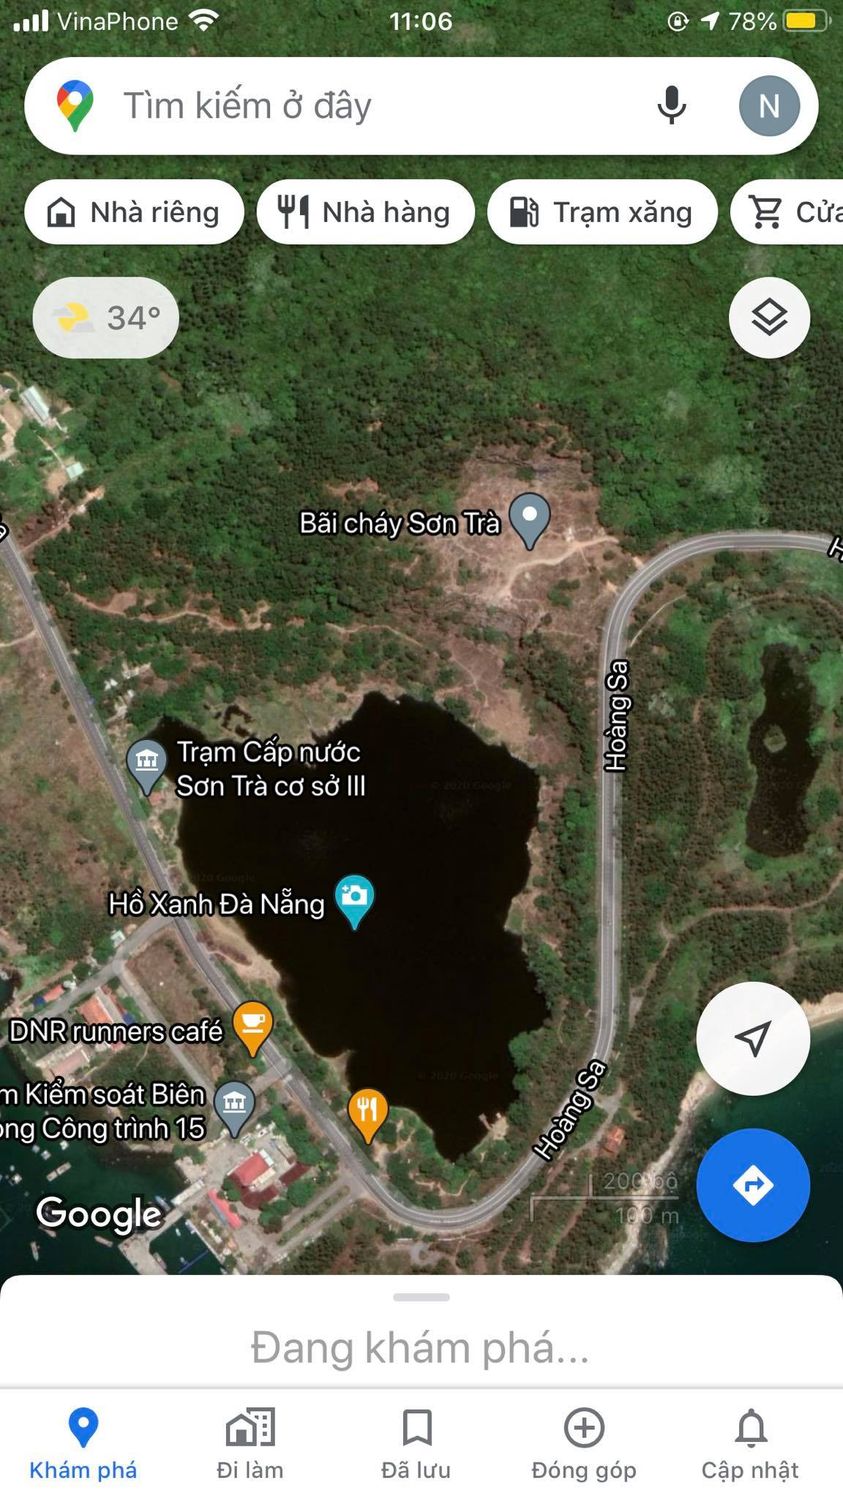 VinaPhone 11:06 78%
Tìm kiếm ở đây N
Nhà riêng Nhà hàng Trạm xăng Cửa
34°
Bãi cháy Sơn Trà
Hoàng Sa
Trạm Cấp nước
Sơn Trà cơ sở III
Hồ Xanh Đà Nẵng
DNR runners café
m Kiểm soát Biên
òng Công trình 15
Hoàng Sa
200 bộ
100 m
Google
Đang khám phá...
Khám phá Đi làm Đã lưu Đóng góp Cập nhật